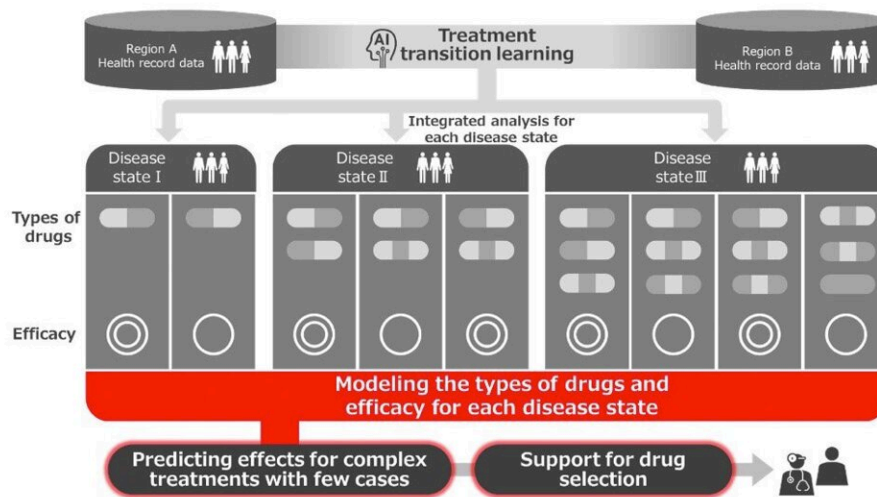 Region A
Health record data
AI
Treatment
transition learning
Region B
Health record data
Integrated analysis for
each disease state
Disease
state Ⅰ
Disease
state Ⅱ
Disease
state Ⅲ
Types of
drugs
Efficacy
Modeling the types of drugs and
efficacy for each disease state
Predicting effects for complex
treatments with few cases
Support for drug
selection